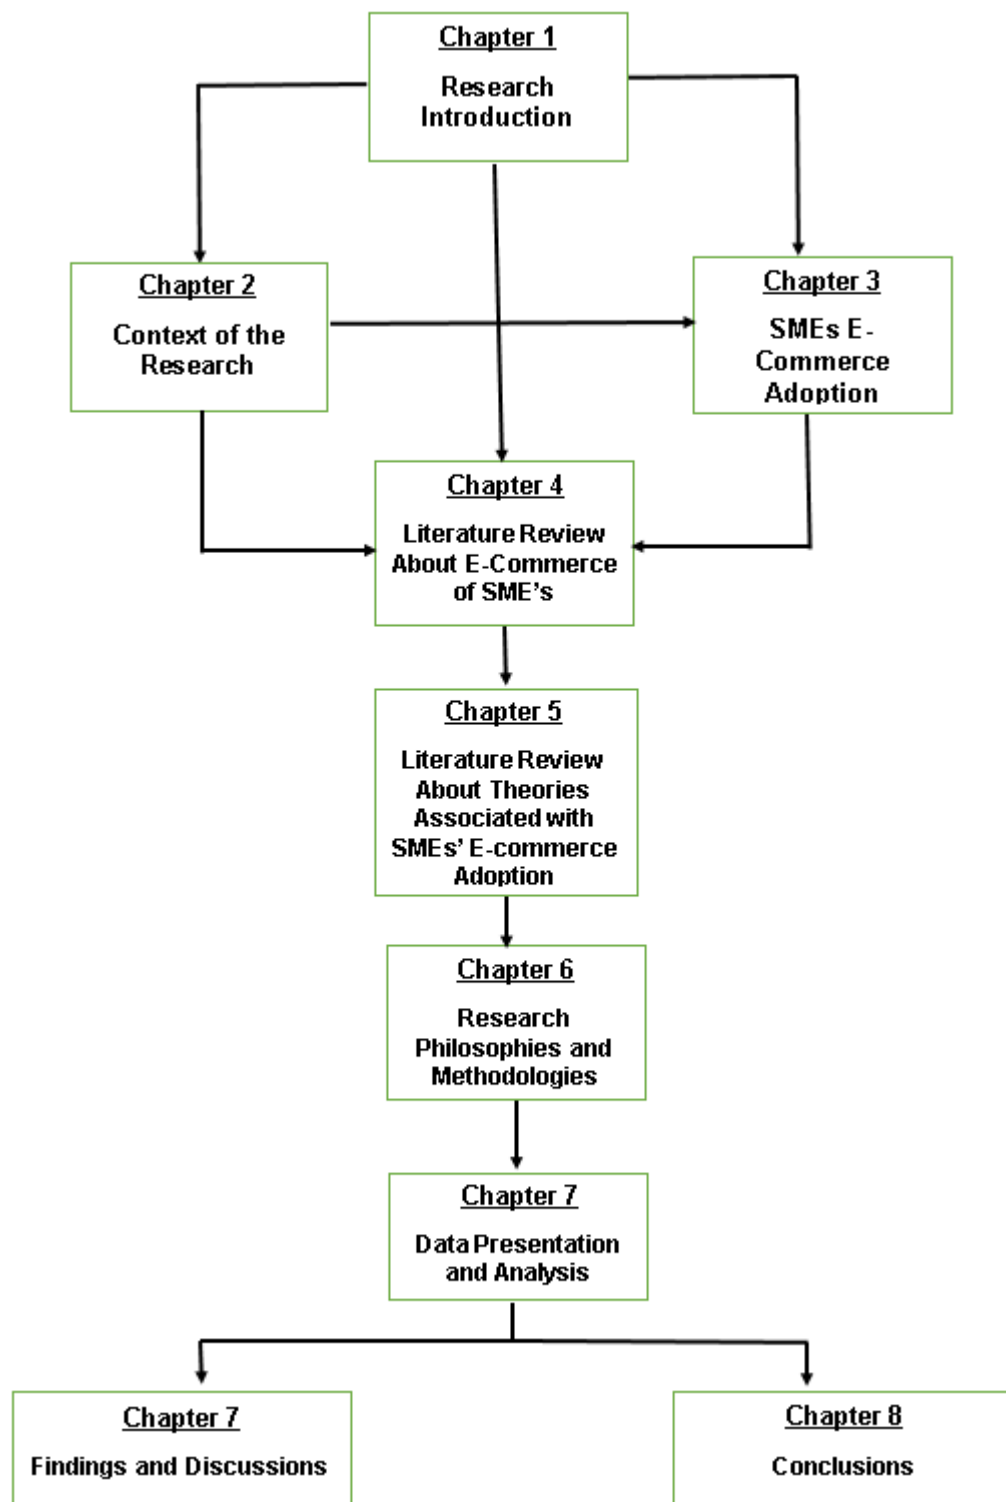 Chapter 1
Research
Introduction
Chapter 2
Context of the
Research
Chapter 3
SMEs E-
Commerce
Adoption
Chapter 4
Literature Review
About E-Commerce
of SME's
Chapter 5
Literature Review
About Theories
Associated with
SMEs' E-commerce
Adoption
Chapter 6
Research
Philosophies and
Methodologies
Chapter 7
Data Presentation
and Analysis
Chapter 7
Findings and Discussions
Chapter 8
Conclusions